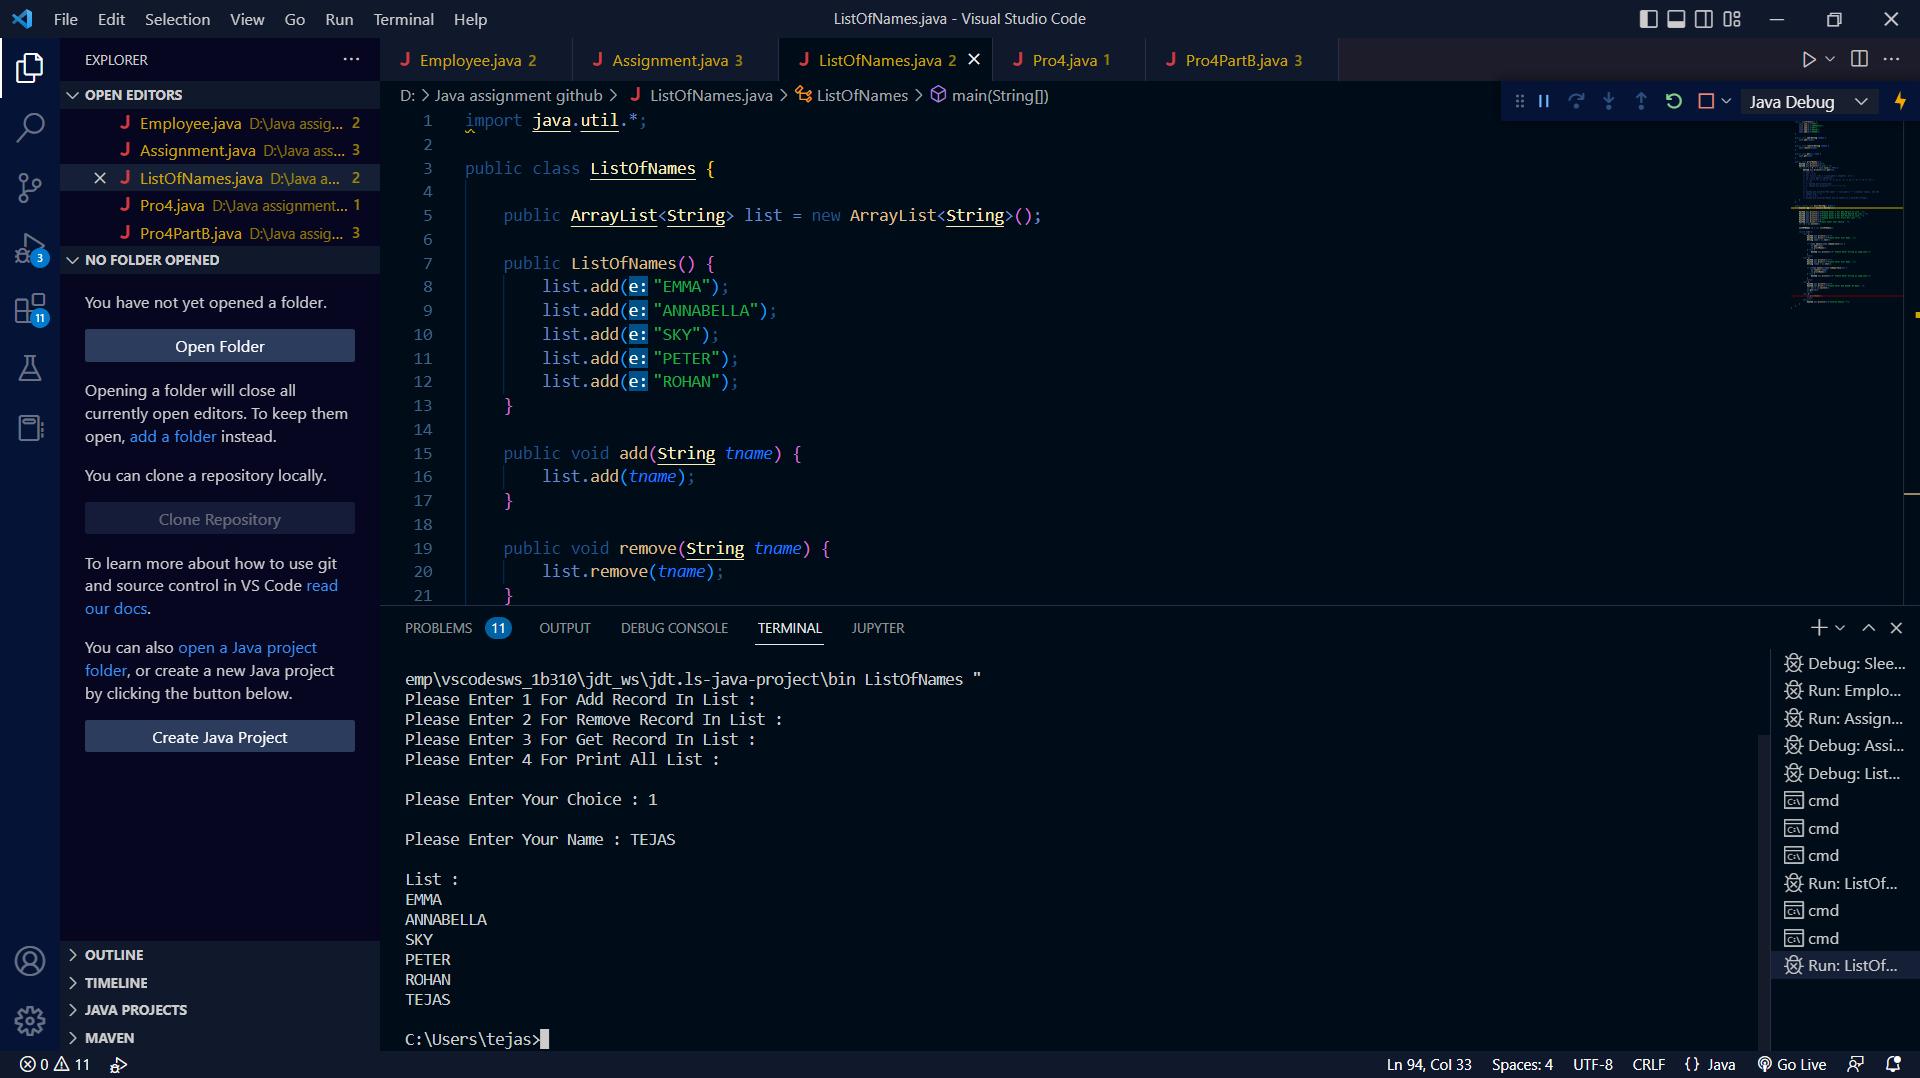 File Edit Selection View Go Run Terminal Help
ListOfNames.java - Visual Studio Code
EXPLORER
OPEN EDITORS
Employee.java D:\Java assig... 2
Assignment.java D:\Java ass... 3
ListOfNames.java D:\Java a... 2
Pro4.java D:\Java assignment... 1
Pro4PartB.java D:\Java assig... 3
NO FOLDER OPENED
You have not yet opened a folder.
Open Folder
Opening a folder will close all
currently open editors. To keep them
open, add a folder instead.
You can clone a repository locally.
Clone Repository
To learn more about how to use git
and source control in VS Code read
our docs.
You can also open a Java project
folder, or create a new Java project
by clicking the button below.
Create Java Project
OUTLINE
TIMELINE
JAVA PROJECTS
MAVEN
3
11
Employee.java 2
Assignment.java 3
ListOfNames.java 2
Pro4.java 1
Pro4PartB.java 3
D: > Java assignment github > J ListOfNames.java > ListOfNames > main(String[])
Java Debug
1 import java.util.*;
2
3 public class ListOfNames {
4
5 public ArrayList<String> list = new ArrayList<String>();
6
7 public ListOfNames() {
8 list.add(e: "EMMA");
9 list.add(e: "ANNABELLA");
10 list.add(e: "SKY");
11 list.add(e: "PETER");
12 list.add(e: "ROHAN");
13 }
14
15 public void add(String tname) {
16 list.add(tname);
17 }
18
19 public void remove(String tname) {
20 list.remove(tname);
21 }
PROBLEMS 11 OUTPUT DEBUG CONSOLE TERMINAL JUPYTER
emp\vscodesws_1b310\jdt_ws\jdt.ls-java-project\bin ListOfNames "
Please Enter 1 For Add Record In List :
Please Enter 2 For Remove Record In List :
Please Enter 3 For Get Record In List :
Please Enter 4 For Print All List :
Please Enter Your Choice : 1
Please Enter Your Name : TEJAS
List :
EMMA
ANNABELLA
SKY
PETER
ROHAN
TEJAS
C:\Users\tejas>
Debug: Slee...
Run: Emplo...
Run: Assign...
Debug: Assi...
Debug: List...
cmd
cmd
cmd
Run: ListOf...
cmd
cmd
Run: ListOf...
0 11
Ln 94, Col 33 Spaces: 4 UTF-8 CRLF {} Java Go Live